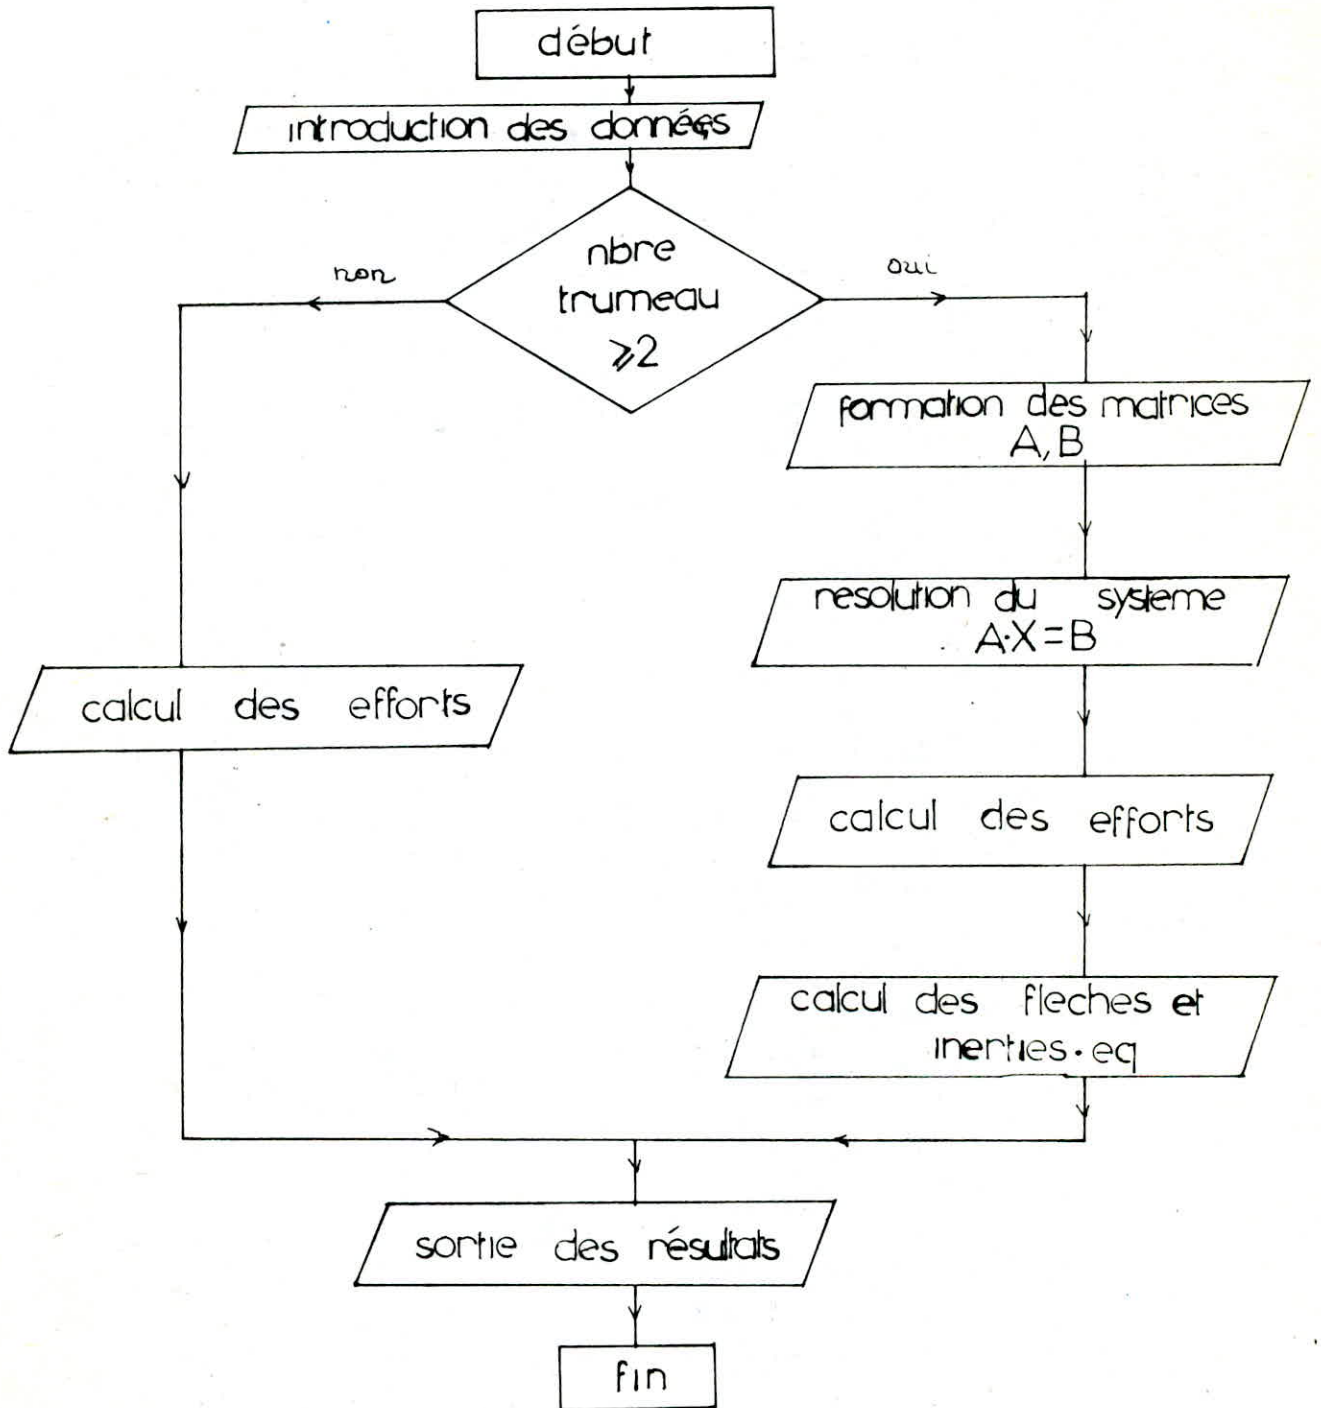 début
introduction des données
nbre
trumeau
⩾2
non
oui
formation des matrices
A, B
resolution du systeme
A·X=B
calcul des efforts
calcul des efforts
calcul des fleches et
inerties·eq
sortie des résultats
fin